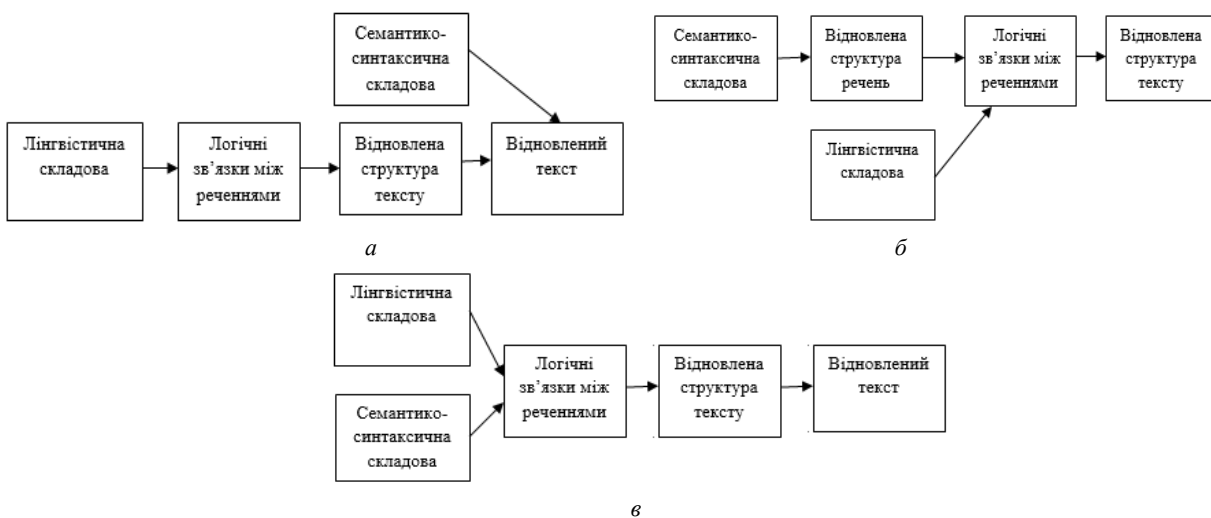 Семантико-
синтаксична
складова
Лінгвістична
складова
Логічні
зв’язки між
реченнями
Відновлена
структура
тексту
Відновлений
текст
а
Семантико-
синтаксична
складова
Відновлена
структура
речень
Логічні
зв’язки між
реченнями
Відновлена
структура
тексту
Лінгвістична
складова
б
Лінгвістична
складова
Семантико-
синтаксична
складова
Логічні
зв’язки між
реченнями
Відновлена
структура
тексту
Відновлений
текст
в